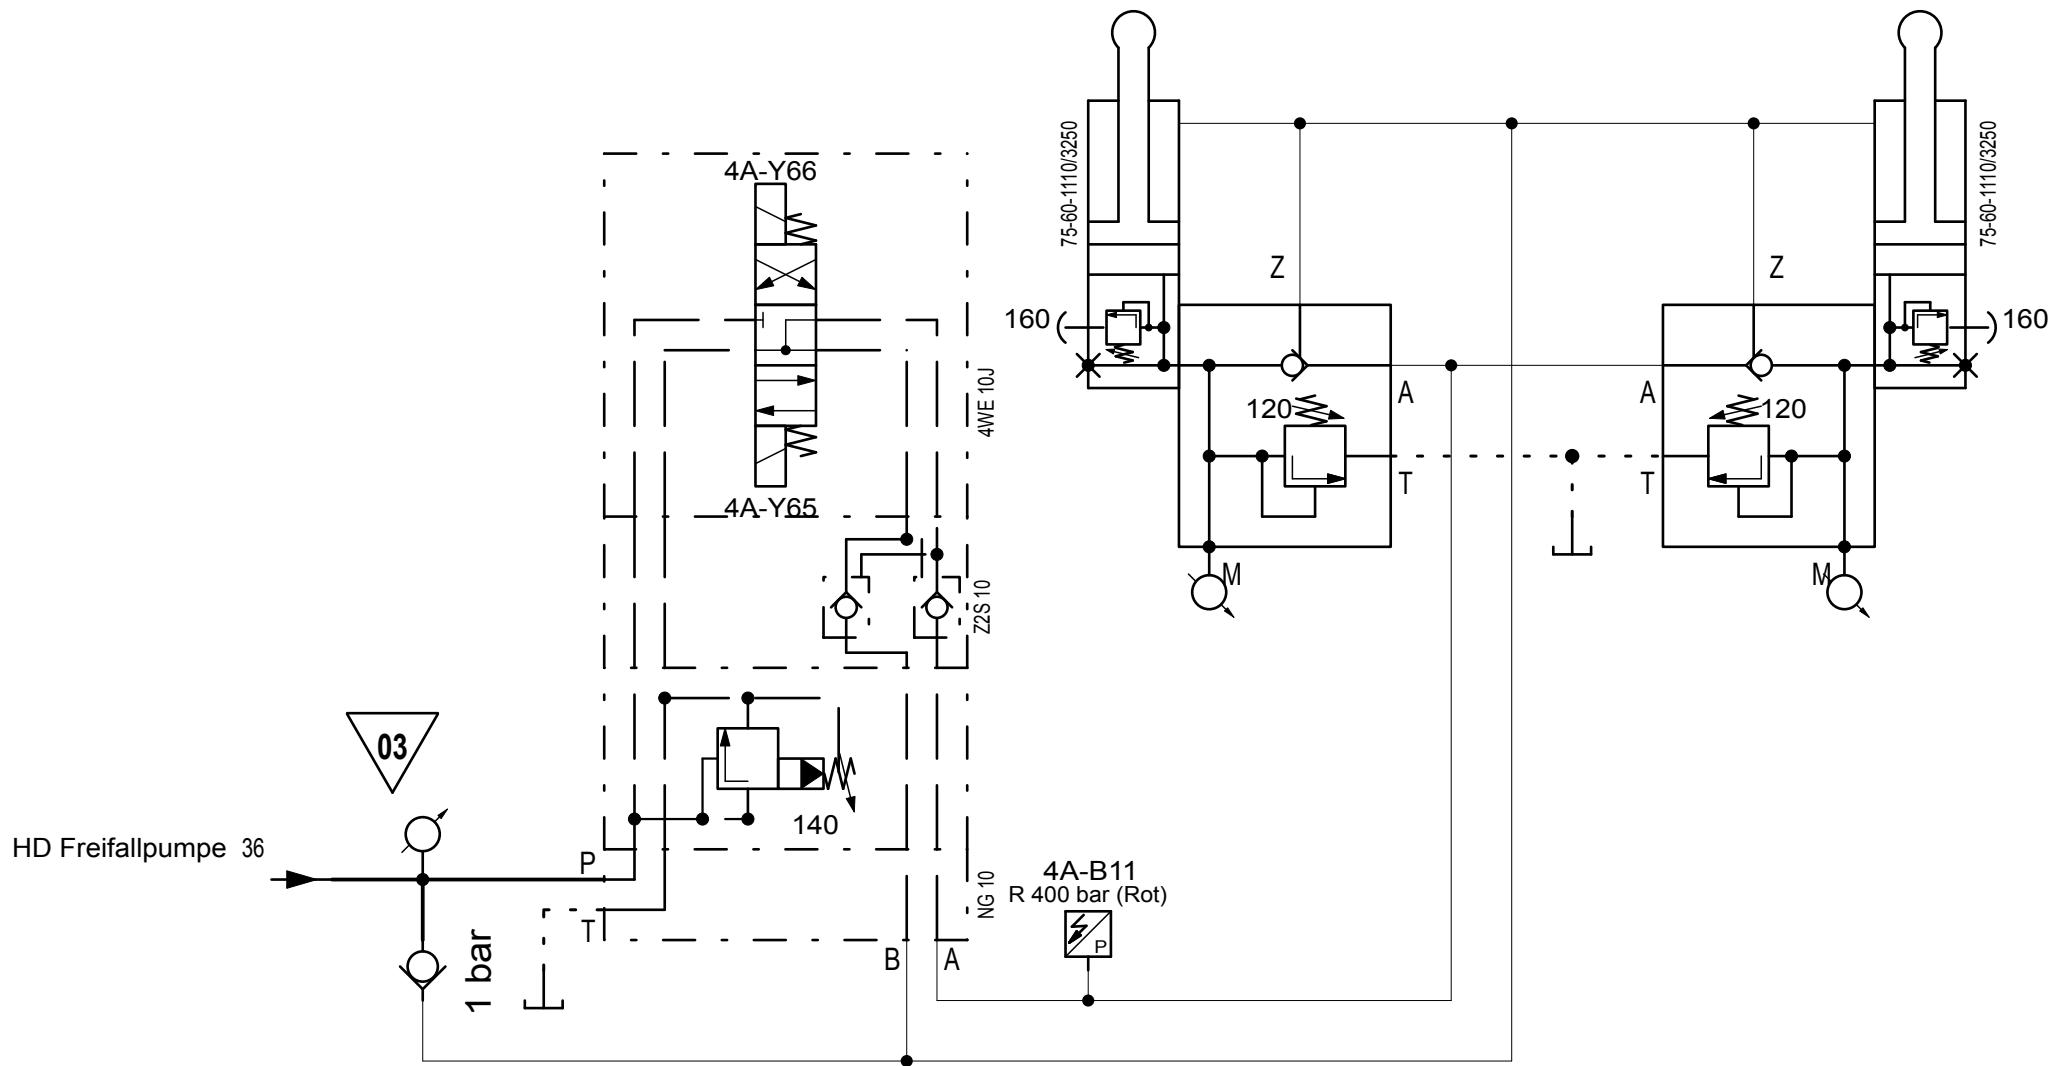 4A-Y66
75-60-1110/3250
75-60-1110/3250
Z
Z
160
160
4WE 10J
A
A
120
120
T
T
4A-Y65
M
M
Z2S 10
03
140
HD Freifallpumpe 36
P
4A-B11
R 400 bar (Rot)
NG 10
T
P
1 bar
B
A